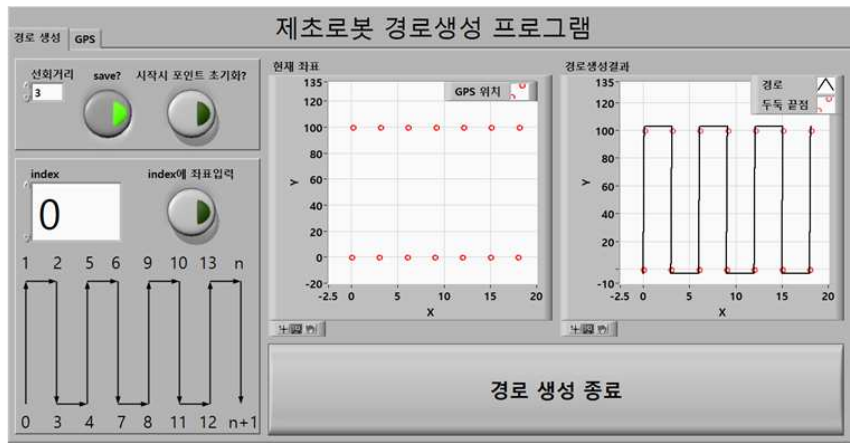 제초로봇 경로생성 프로그램
경로 생성 GPS
선회거리 save? 시작시 포인트 초기화?
3
index index에 좌표입력
0
1 2 5 6 9 10 13 n
0 3 4 7 8 11 12 n+1
현재 좌표
GPS 위치
135
120
100
80
60
40
20
0
-20
Y
-2.5 0 5 10 15 20
X
경로생성결과
경로
두둑 끝점
135
120
100
80
60
40
20
-10
Y
-2.5 0 5 10 15 20
X
경로 생성 종료